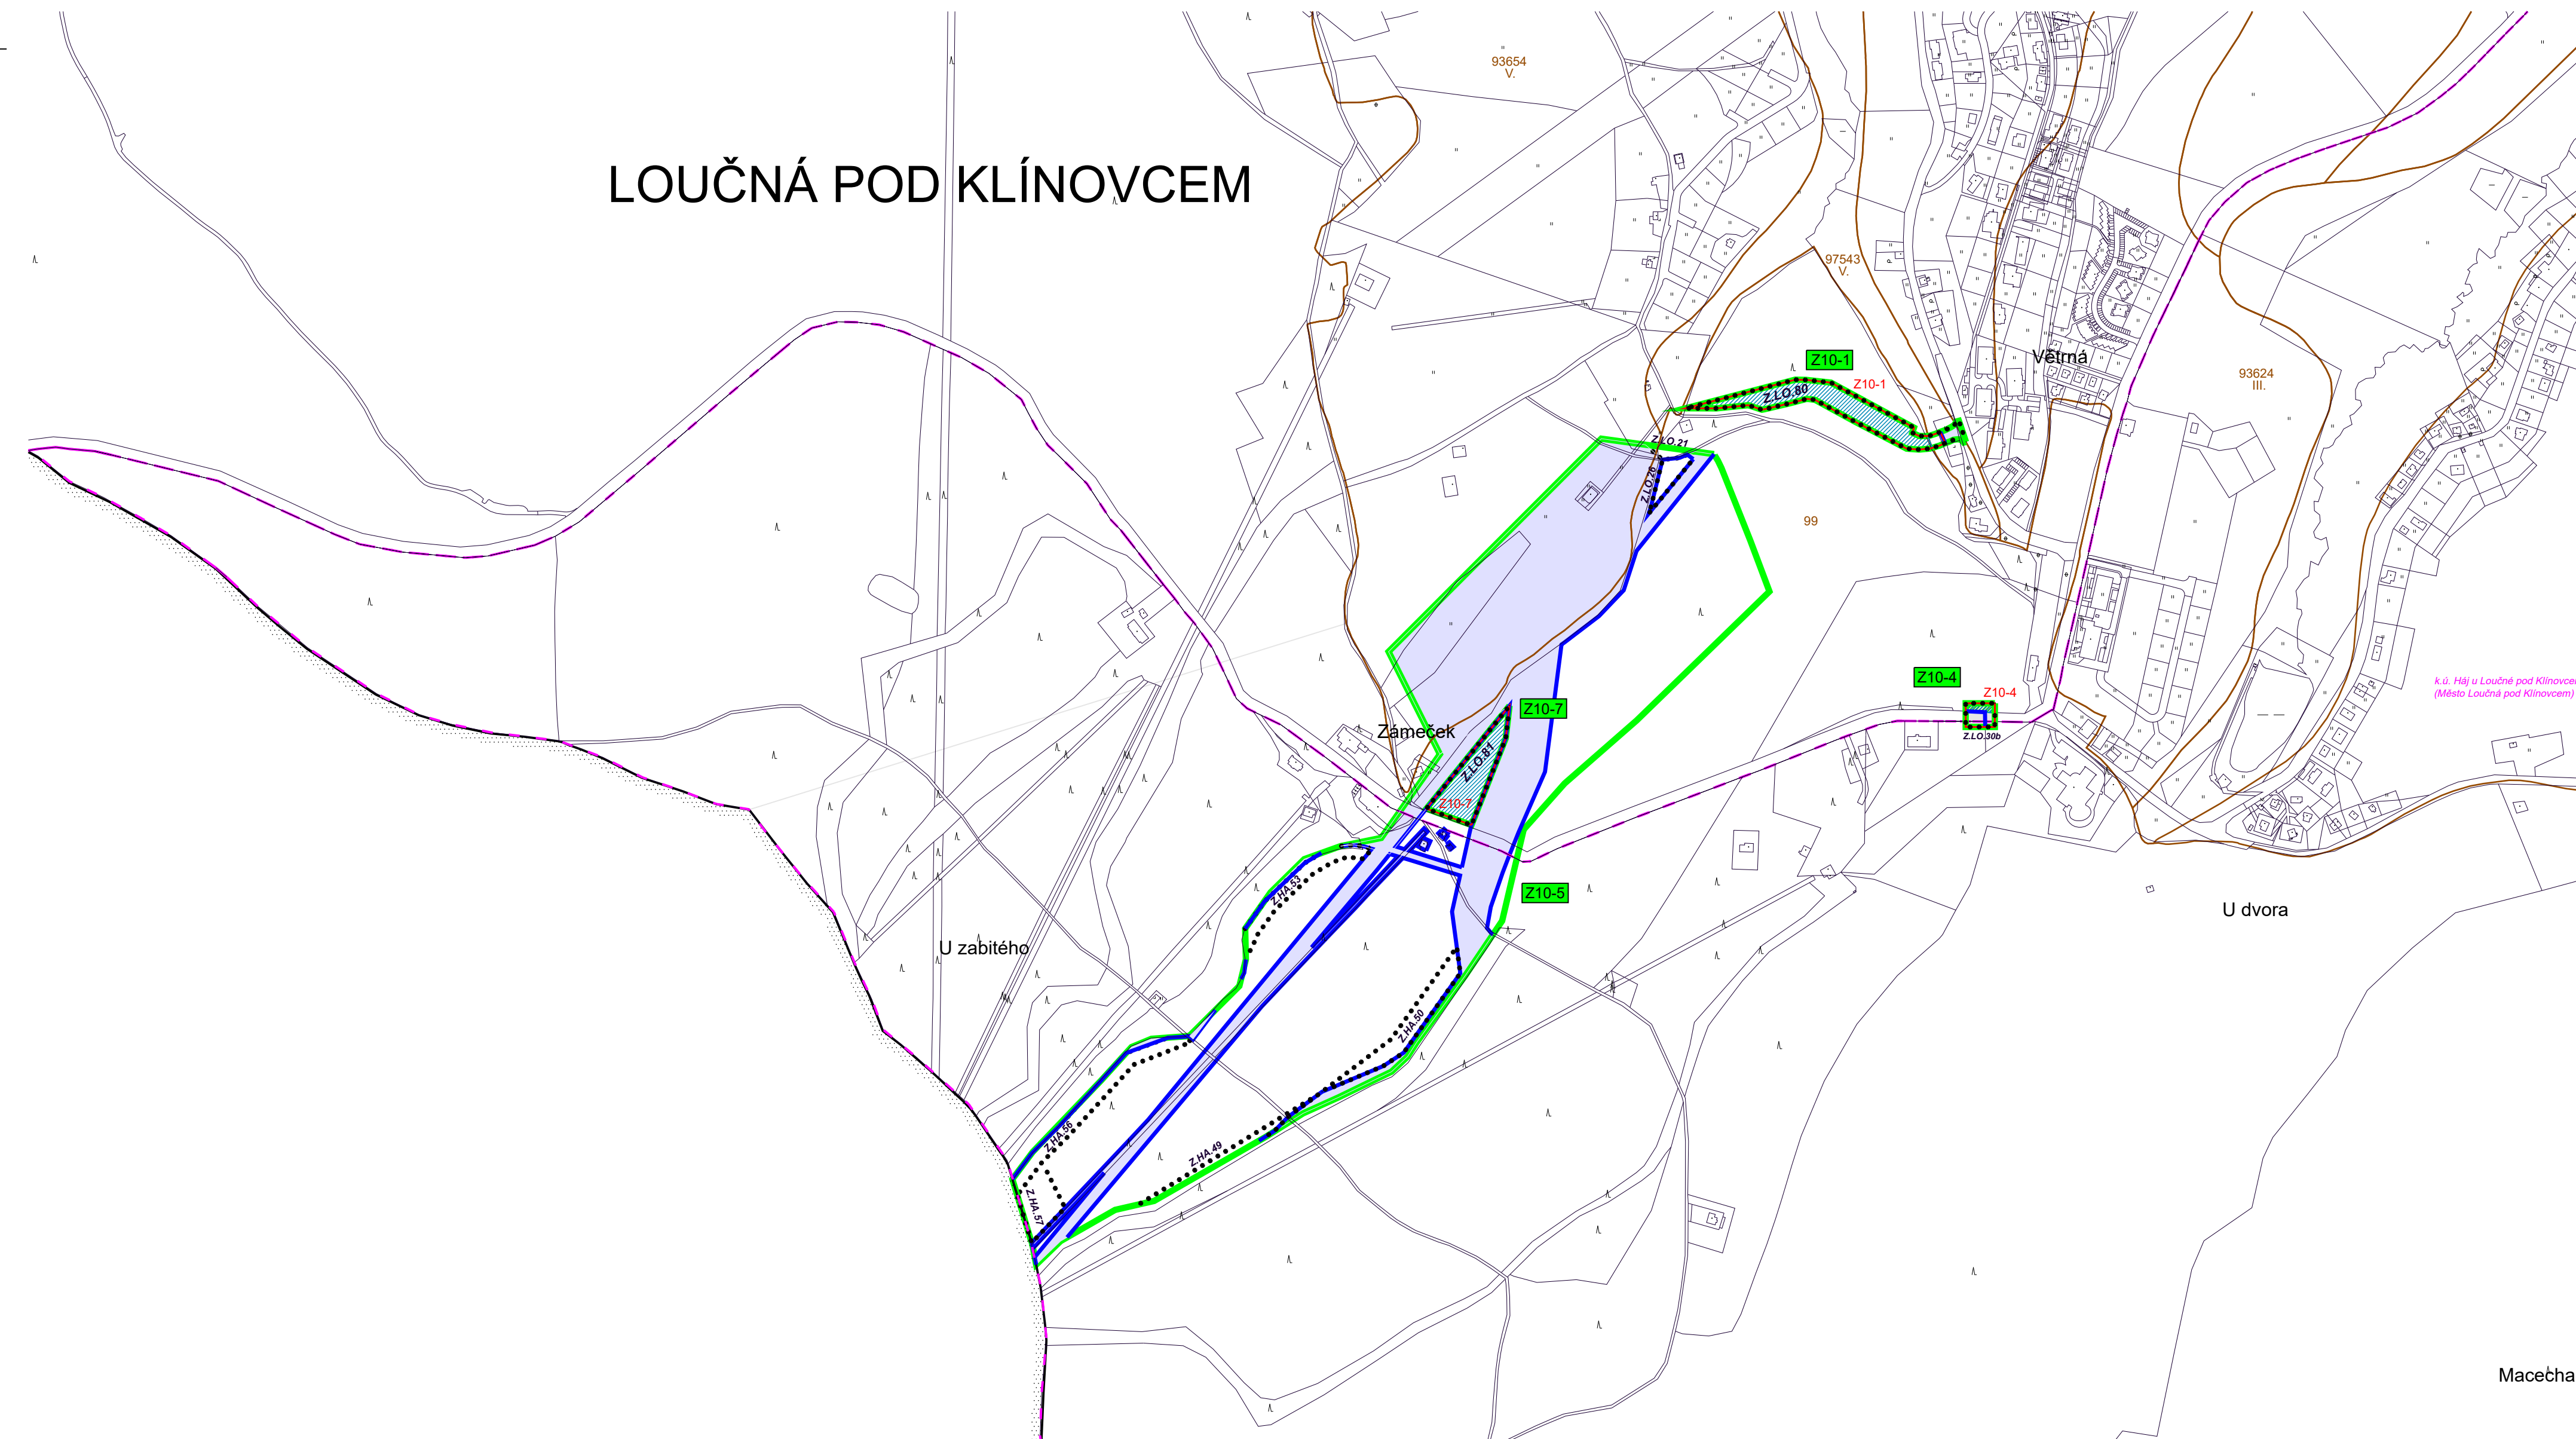 93654
V.
LOUČNÁ POD KLÍNOVCEM
97543
V.
Z10-1
Z10-1
Z.LO.80
Větrná
93624
III.
Z.LO.21
Z.LO.26
99
Z10-4
Z10-4
Z.LO.30b
k.ú. Háj u Loučné pod Klínovce
(Město Loučná pod Klínovcem)
Z10-7
Zámeček
Z.LO.81
Z10-7
Z10-5
Z.HA.53
U dvora
U zabitého
Z.HA.50
Z.HA.56
Z.HA.49
Z.HA.57
Macecha